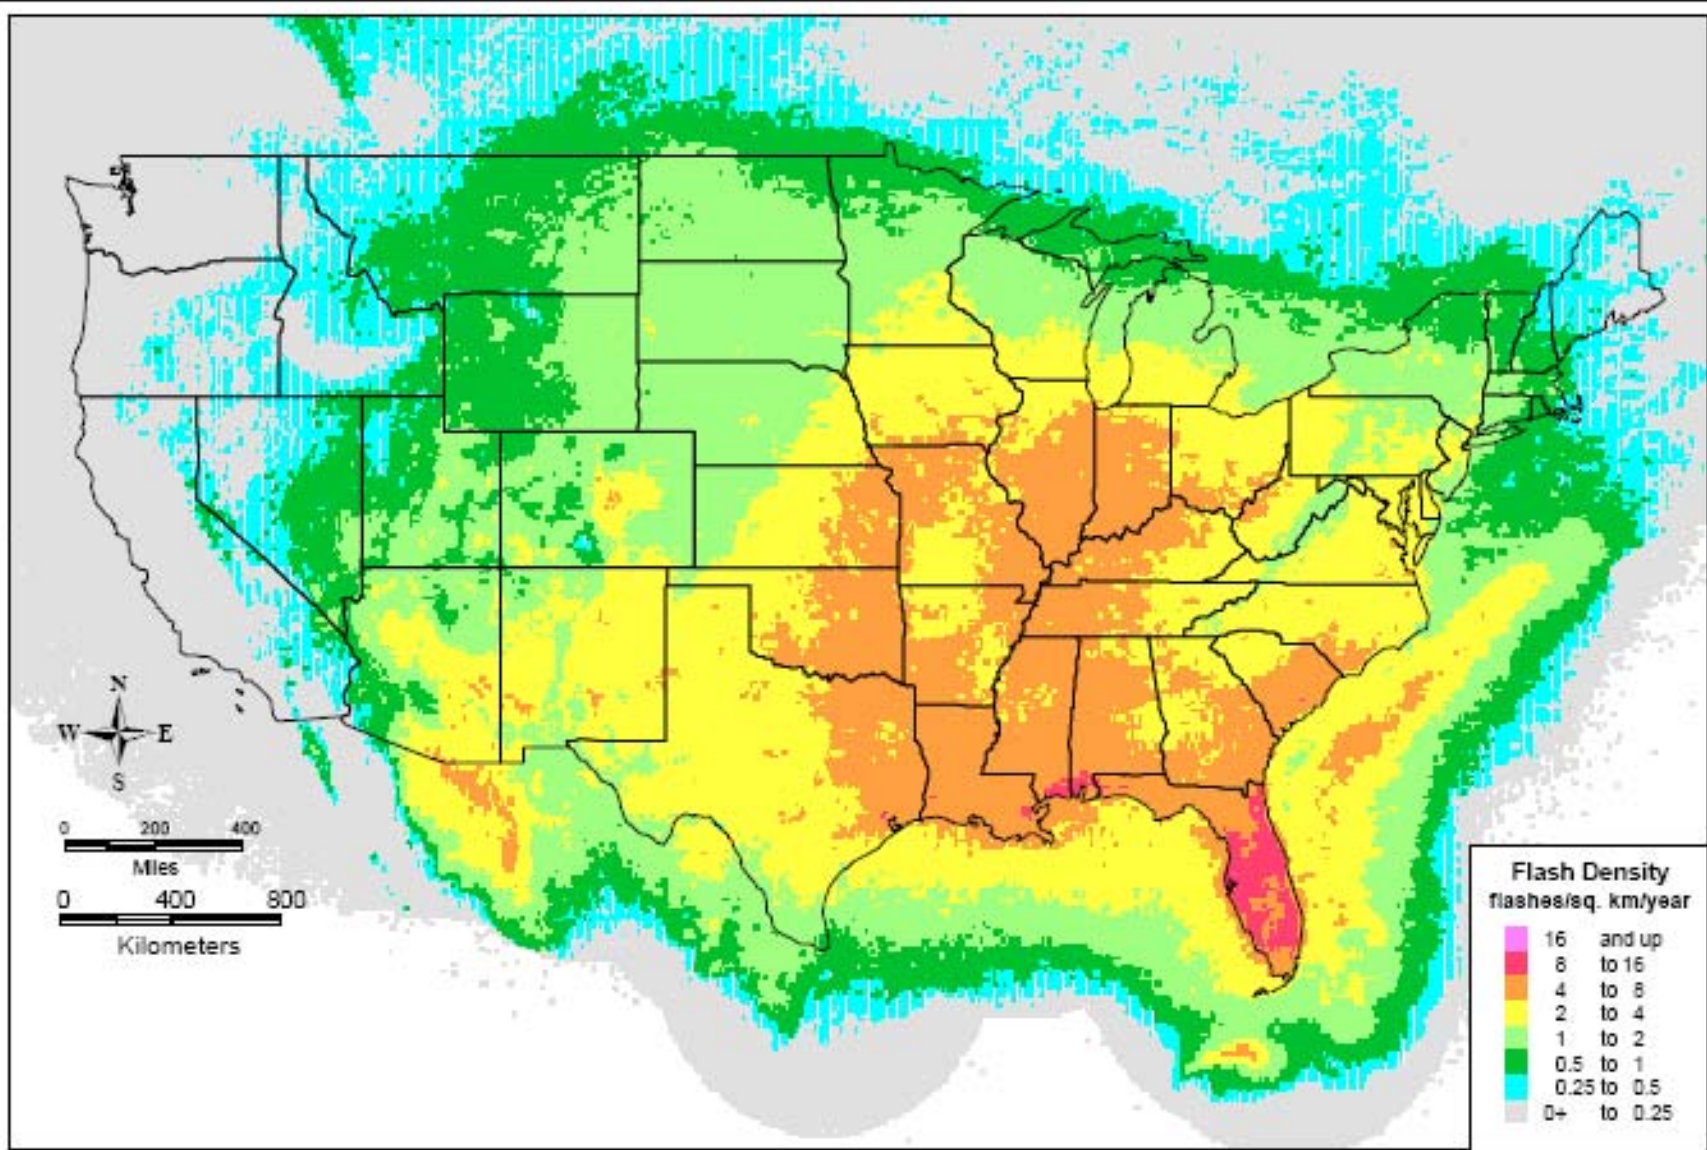 N
W E
S
0 200 400
Miles
0 400 800
Kilometers
Flash Density
flashes/sq. km/year
16 and up
8 to 16
4 to 8
2 to 4
1 to 2
0.5 to 1
0.25 to 0.5
0+ to 0.25